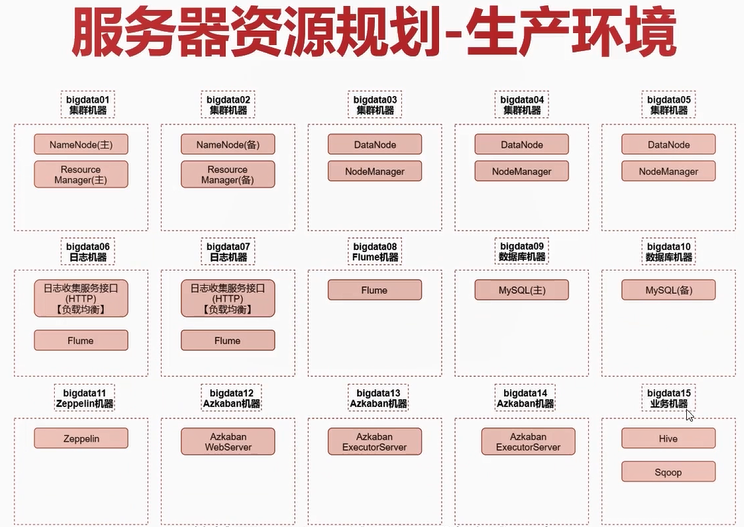 服务器资源规划-生产环境
bigdata01
集群机器
NameNode(主)
Resource
Manager(主)
bigdata02
集群机器
NameNode(备)
Resource
Manager(备)
bigdata03
集群机器
DataNode
NodeManager
bigdata04
集群机器
DataNode
NodeManager
bigdata05
集群机器
DataNode
NodeManager
bigdata06
日志机器
日志收集服务接口
(HTTP)
【负载均衡】
Flume
bigdata07
日志机器
日志收集服务接口
(HTTP)
【负载均衡】
Flume
bigdata08
Flume机器
Flume
bigdata09
数据库机器
MySQL(主)
bigdata10
数据库机器
MySQL(备)
bigdata11
Zeppelin机器
Zeppelin
bigdata12
Azkaban机器
Azkaban
WebServer
bigdata13
Azkaban机器
Azkaban
ExecutorServer
bigdata14
Azkaban机器
Azkaban
ExecutorServer
bigdata15
业务机器
Hive
Sqoop